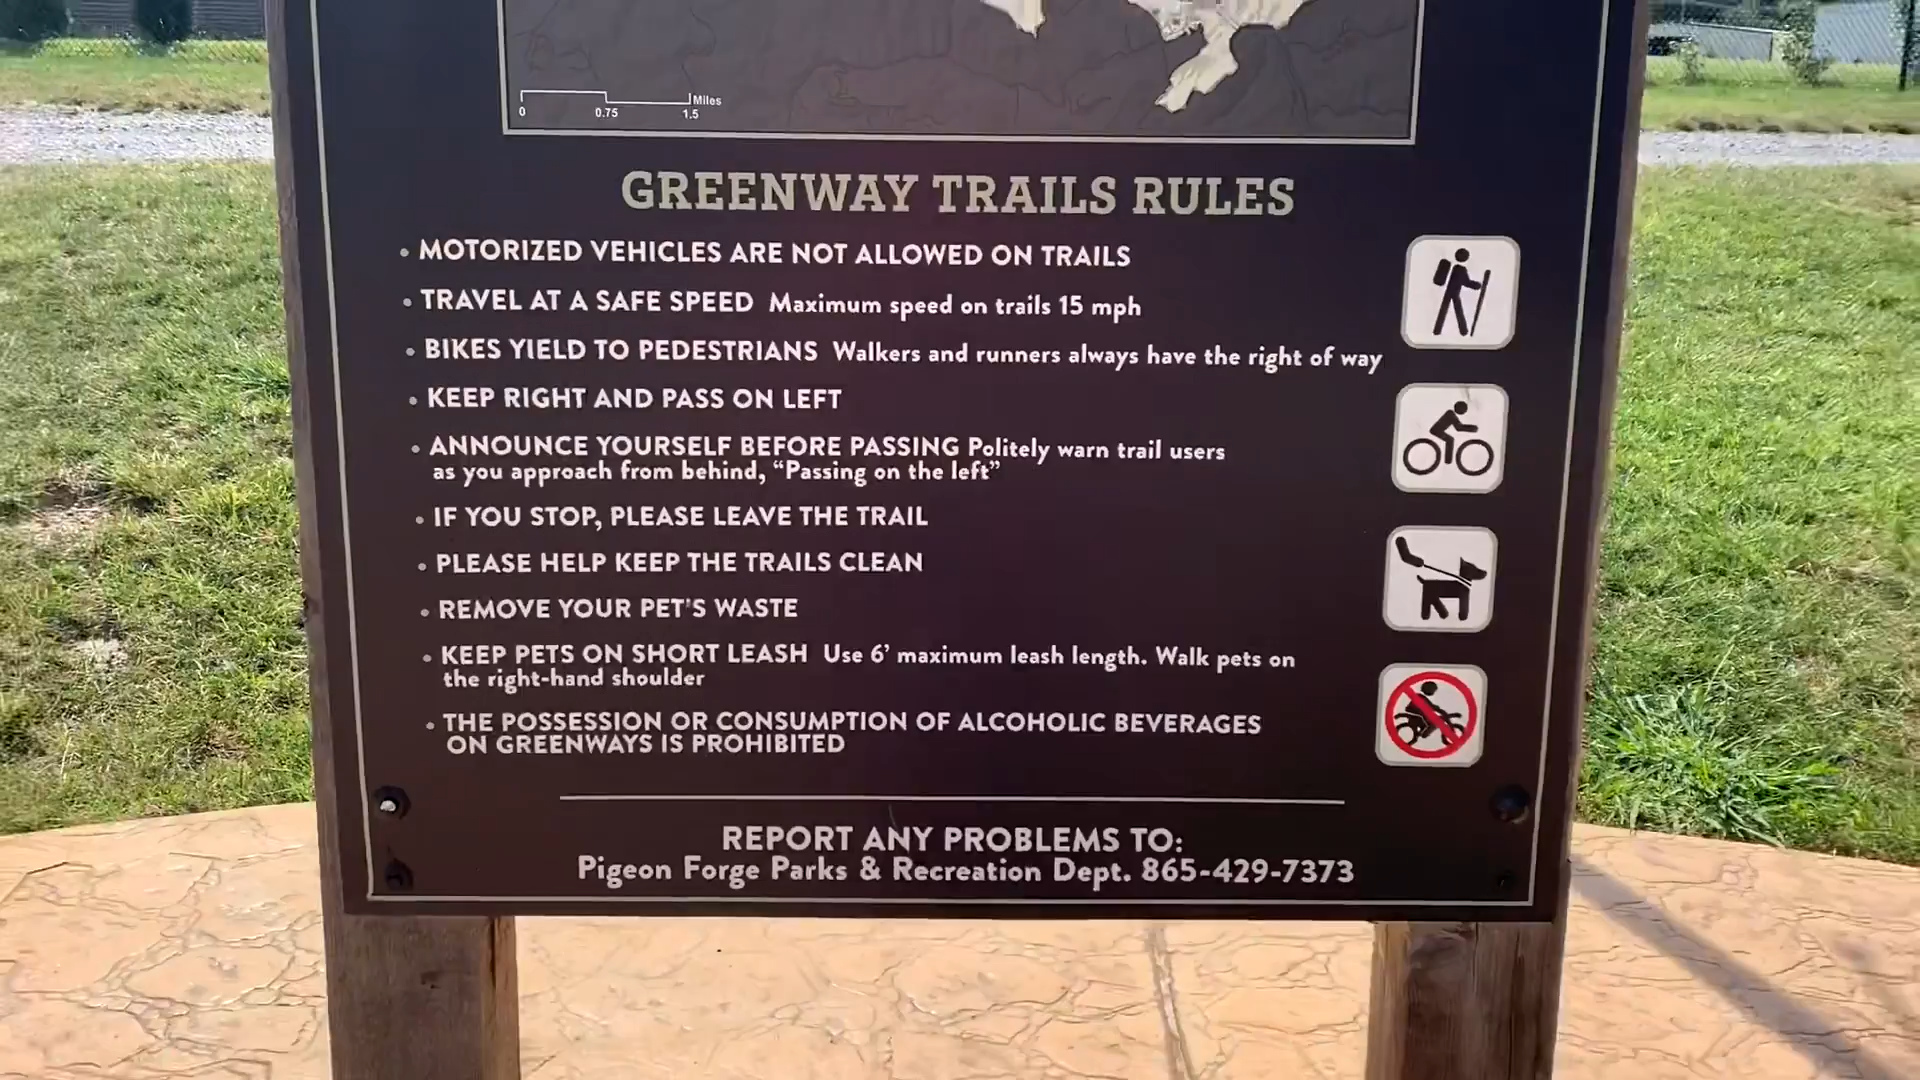 Miles
0 0.75 1.5
GREENWAY TRAILS RULES
• MOTORIZED VEHICLES ARE NOT ALLOWED ON TRAILS
• TRAVEL AT A SAFE SPEED Maximum speed on trails 15 mph
• BIKES YIELD TO PEDESTRIANS Walkers and runners always have the right of way
• KEEP RIGHT AND PASS ON LEFT
• ANNOUNCE YOURSELF BEFORE PASSING Politely warn trail users
as you approach from behind, “Passing on the left”
• IF YOU STOP, PLEASE LEAVE THE TRAIL
• PLEASE HELP KEEP THE TRAILS CLEAN
• REMOVE YOUR PET'S WASTE
• KEEP PETS ON SHORT LEASH Use 6’ maximum leash length. Walk pets on
the right-hand shoulder
• THE POSSESSION OR CONSUMPTION OF ALCOHOLIC BEVERAGES
ON GREENWAYS IS PROHIBITED
REPORT ANY PROBLEMS TO:
Pigeon Forge Parks & Recreation Dept. 865-429-7373